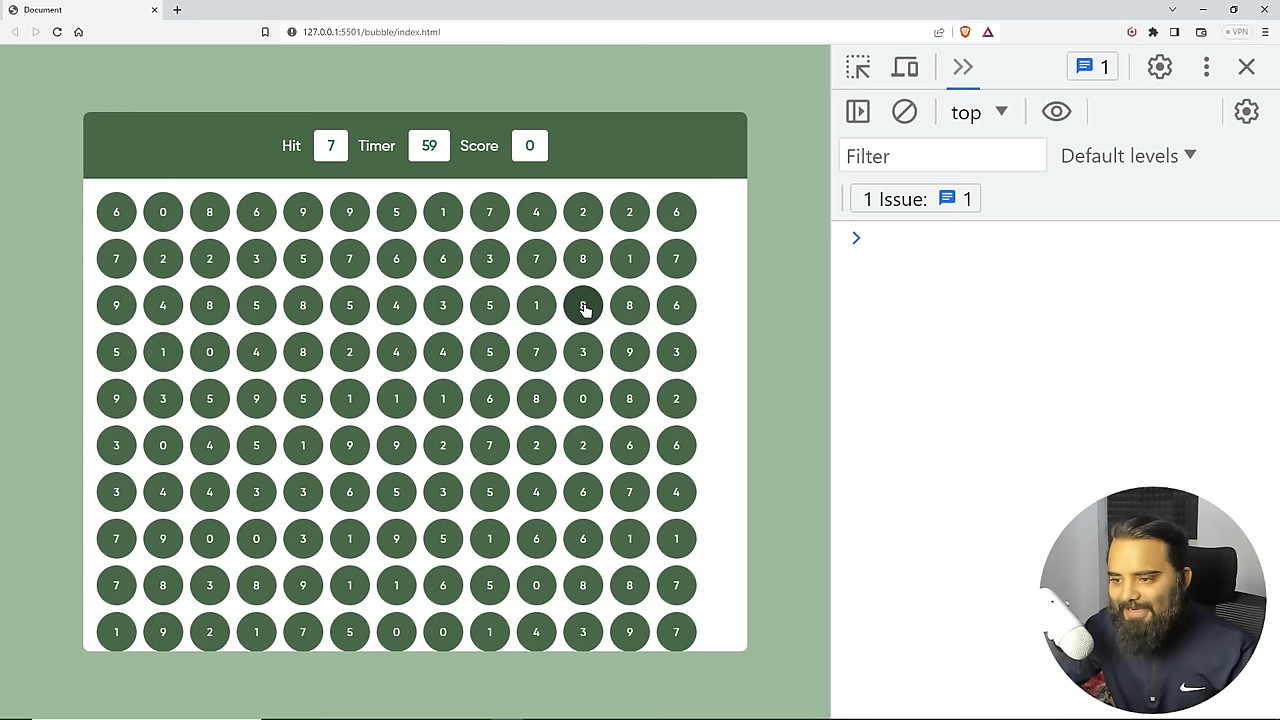 Document
127.0.0.1:5501/bubble/index.html
VPN
1
top
Filter
Default levels
1 Issue: 1
Hit 7 Timer 59 Score 0
6 0 8 6 9 9 5 1 7 4 2 2 6
7 2 2 3 5 7 6 6 3 7 8 1 7
9 4 8 5 8 5 4 3 5 1 8 6
5 1 0 4 8 2 4 4 5 7 3 9 3
9 3 5 9 5 1 1 1 6 8 0 8 2
3 0 4 5 1 9 9 2 7 2 2 6 6
3 4 4 3 3 6 5 3 5 4 6 7 4
7 9 0 0 3 1 9 5 1 6 6 1 1
7 8 3 8 9 1 1 6 5 0 8 8 7
1 9 2 1 7 5 0 0 1 4 3 9 7